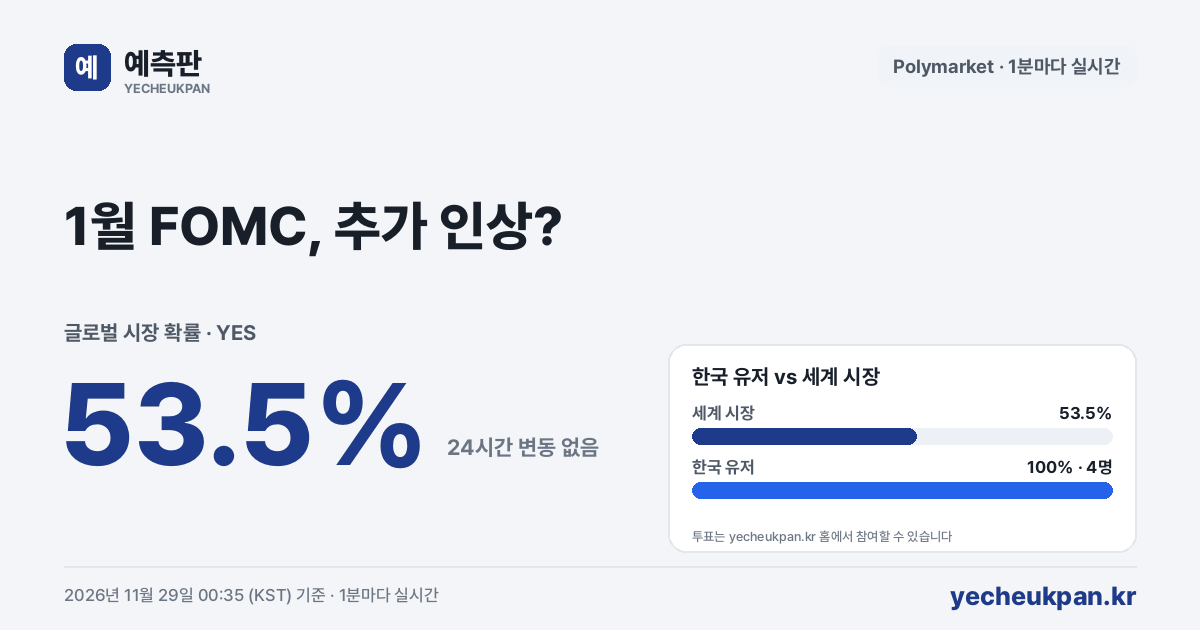 예
예측판
YECHEUKPAN
Polymarket · 1분마다 실시간
1월 FOMC, 추가 인상?
글로벌 시장 확률 · YES
53.5%
24시간 변동 없음
한국 유저 vs 세계 시장
세계 시장 53.5%
한국 유저 100% · 4명
투표는 yecheukpan.kr 홈에서 참여할 수 있습니다
2026년 11월 29일 00:35 (KST) 기준 · 1분마다 실시간
yecheukpan.kr